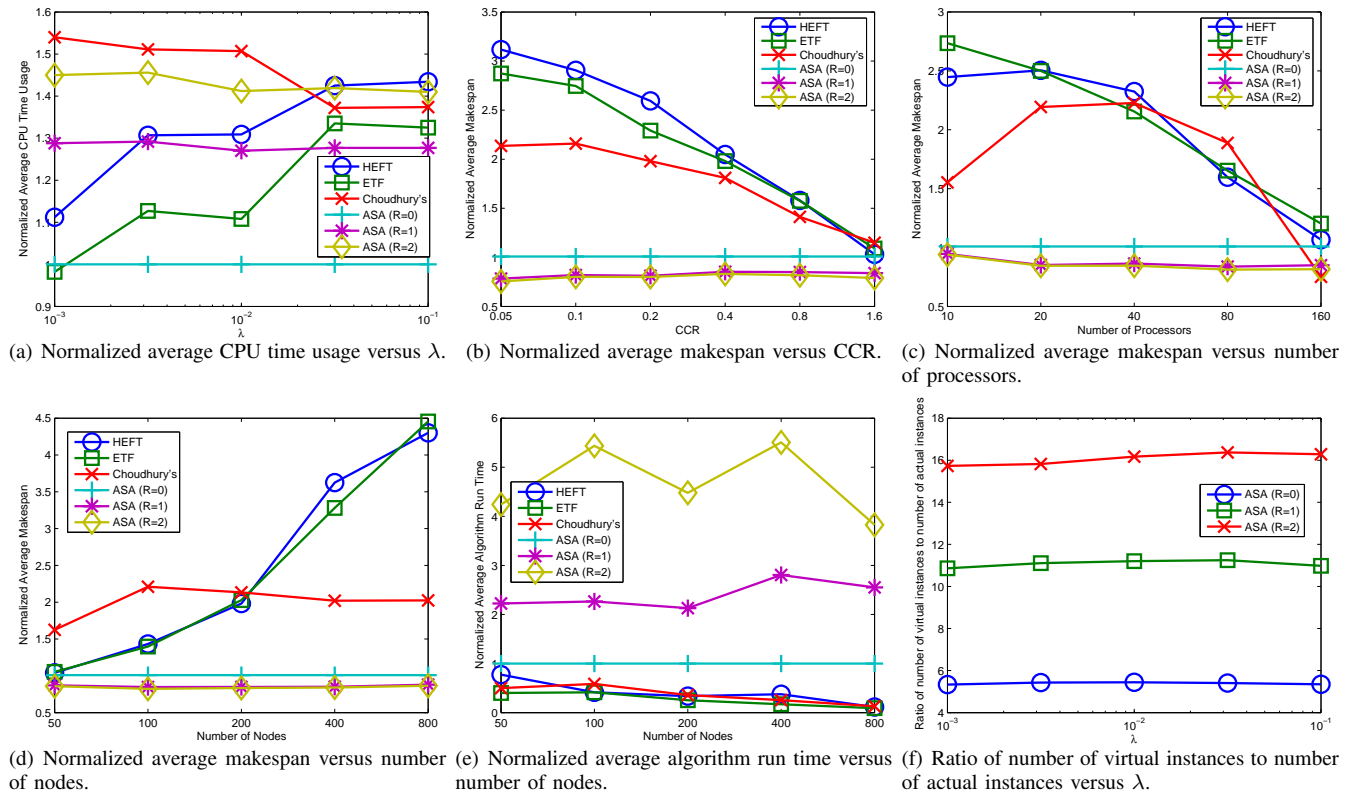 1.6
1.5
1.4
1.3
1.2
1.1
1
0.9
Normalized Average CPU Time Usage
10⁻³
10⁻²
10⁻¹
λ
HEFT
ETF
Choudhury's
ASA (R=0)
ASA (R=1)
ASA (R=2)
(a) Normalized average CPU time usage versus λ.
3.5
3
2.5
2
1.5
1
0.5
Normalized Average Makespan
0.05
0.1
0.2
0.4
0.8
1.6
CCR
HEFT
ETF
Choudhury's
ASA (R=0)
ASA (R=1)
ASA (R=2)
(b) Normalized average makespan versus CCR.
3
2.5
2
1.5
1
0.5
Normalized Average Makespan
10
20
40
80
160
Number of Processors
HEFT
ETF
Choudhury's
ASA (R=0)
ASA (R=1)
ASA (R=2)
(c) Normalized average makespan versus number
of processors.
4.5
4
3.5
3
2.5
2
1.5
1
0.5
Normalized Average Makespan
50
100
200
400
800
Number of Nodes
HEFT
ETF
Choudhury's
ASA (R=0)
ASA (R=1)
ASA (R=2)
(d) Normalized average makespan versus number
of nodes.
6
5
4
3
2
1
0
Normalized Average Algorithm Run Time
50
100
200
400
800
Number of Nodes
HEFT
ETF
Choudhury's
ASA (R=0)
ASA (R=1)
ASA (R=2)
(e) Normalized average algorithm run time versus
number of nodes.
18
16
14
12
10
8
6
4
Ratio of number of virtual instances to number of actual instances
10⁻³
10⁻²
10⁻¹
λ
ASA (R=0)
ASA (R=1)
ASA (R=2)
(f) Ratio of number of virtual instances to number
of actual instances versus λ.